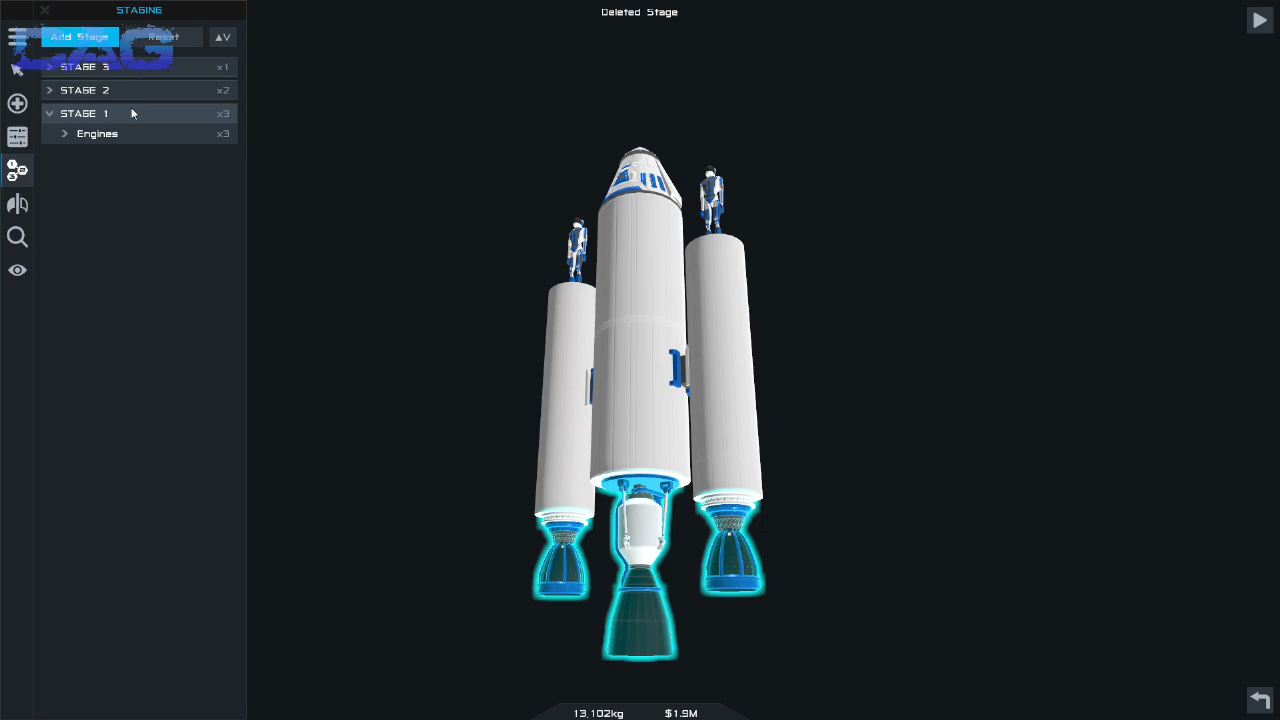 STAGING
Deleted Stage
Add Stage
Reset
CAG
STAGE 3
x1
STAGE 2
x2
STAGE 1
x3
Engines
x3
13,102kg
$1.9M